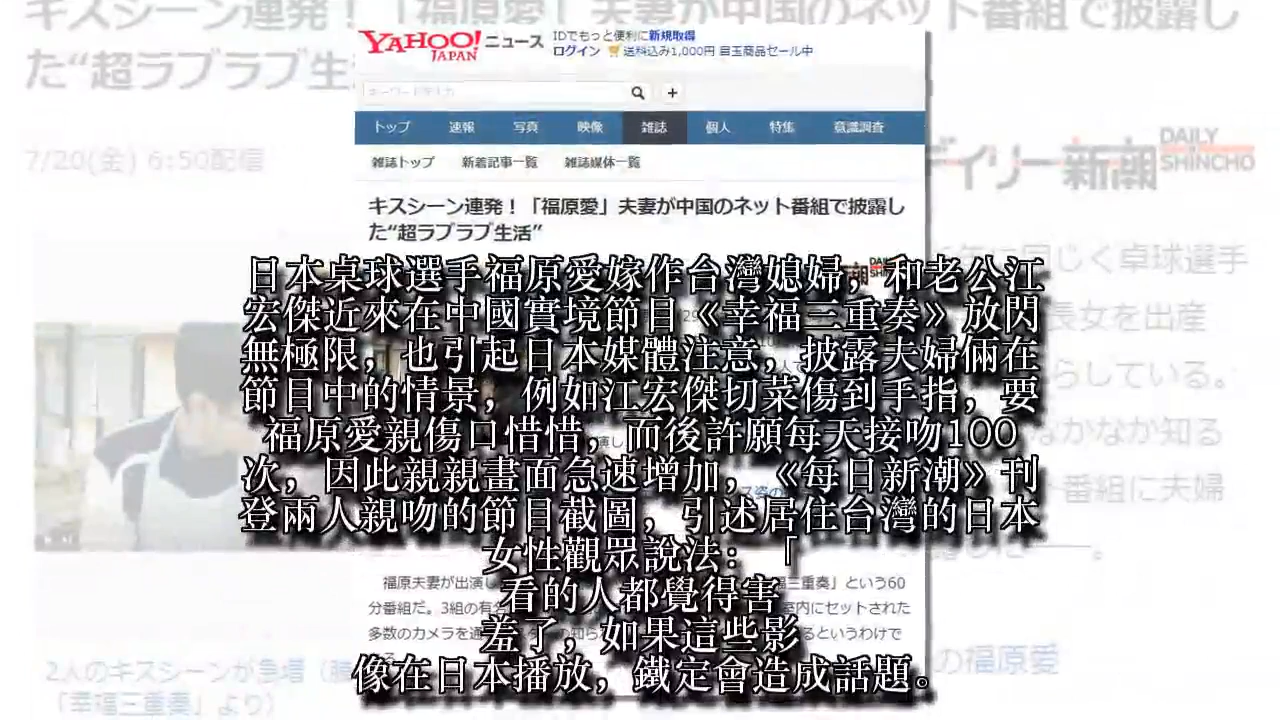 キスシーン連発！「福原愛」夫妻が中国のネット番組で披露し
た“超ラブラブ生
7/20(金) 6:50配信
デイリー新潮 DAILY SHINCHO
YAHOO! JAPAN ニュース
IDでもっと便利に新規取得
ログイン 送料込み1,000円 目玉商品セール中
キーワードを入力
トップ 速報 写真 映像 雑誌 個人 特集 意識調査
雑誌トップ 新着記事一覧 雑誌媒体一覧
キスシーン連発！「福原愛」夫妻が中国のネット番組で披露し
た“超ラブラブ生活”
日本桌球選手福原愛嫁作台灣媳婦，和老公江
宏傑近來在中國實境節目《幸福三重奏》放閃
無極限，也引起日本媒體注意，披露夫婦倆在
節目中的情景，例如江宏傑切菜傷到手指，要
福原愛親傷口惜惜，而後許願每天接吻100
次，因此親親畫面急速增加，《每日新潮》刊
登兩人親吻的節目截圖，引述居住台灣的日本
女性觀眾說法：「
看的人都覺得害
羞了，如果這些影
像在日本播放，鐵定會造成話題。
じく卓球選手
長女を出産
らしている。
なかなか知る
ト番組に夫婦
福原夫妻が出演し
三重奏」という60
分番組だ。3組の有名
室内にセットされた
多数のカメラを通
るというわけで
2人のキスシーンが急増
（幸福三重奏」より）
の福原愛